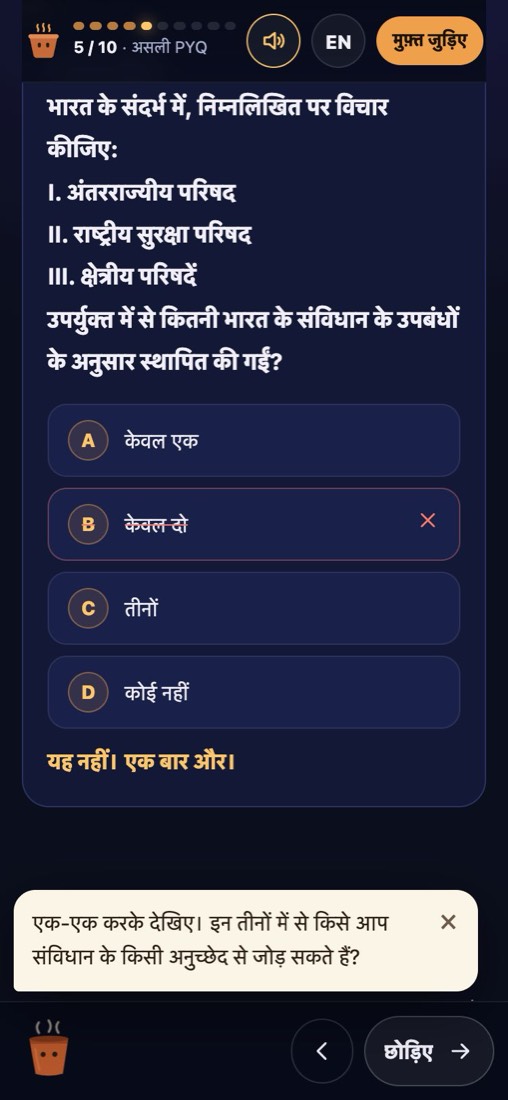 5 / 10 · असली PYQ
EN
मुफ़्त जुड़िए
भारत के संदर्भ में, निम्नलिखित पर विचार
कीजिए:
I. अंतरराज्यीय परिषद
II. राष्ट्रीय सुरक्षा परिषद
III. क्षेत्रीय परिषदें
उपर्युक्त में से कितनी भारत के संविधान के उपबंधों
के अनुसार स्थापित की गईं?
A केवल एक
B केवल दो
C तीनों
D कोई नहीं
यह नहीं। एक बार और।
एक-एक करके देखिए। इन तीनों में से किसे आप
संविधान के किसी अनुच्छेद से जोड़ सकते हैं?
छोड़िए